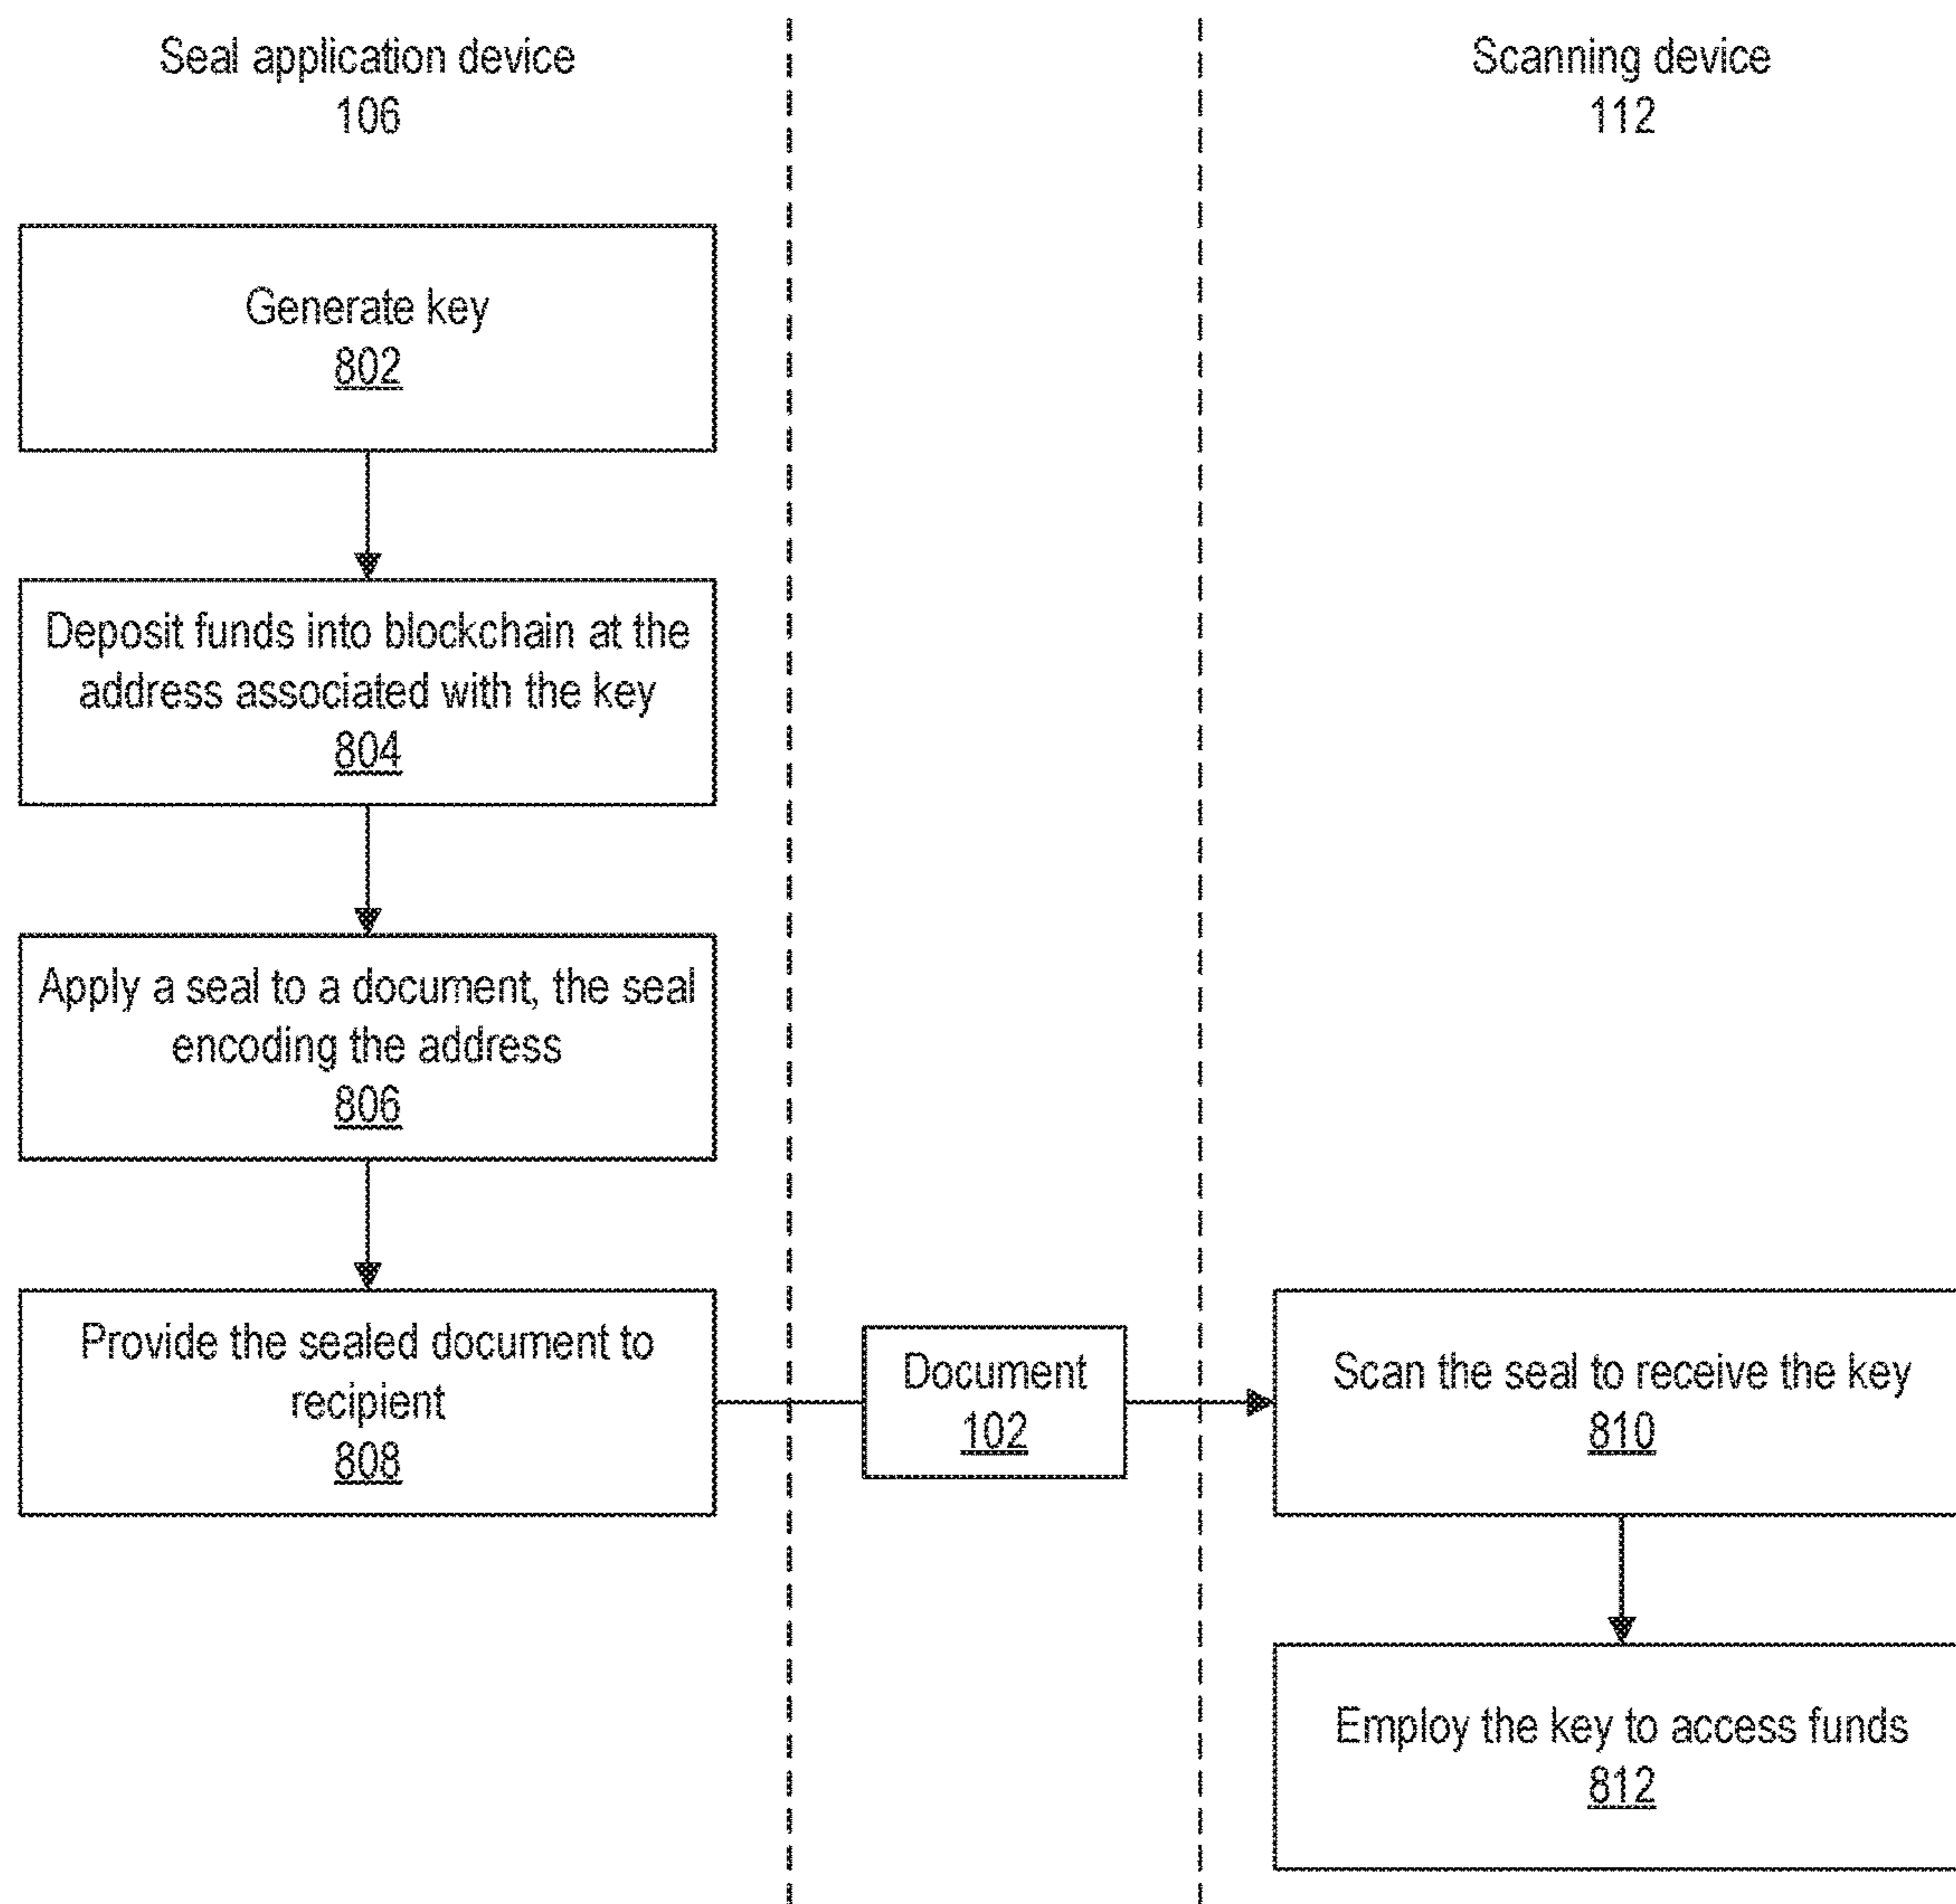 Seal application device
106
Scanning device
112
Generate key
802
Deposit funds into blockchain at the
address associated with the key
804
Apply a seal to a document, the seal
encoding the address
806
Provide the sealed document to
recipient
808
Document
102
Scan the seal to receive the key
810
Employ the key to access funds
812